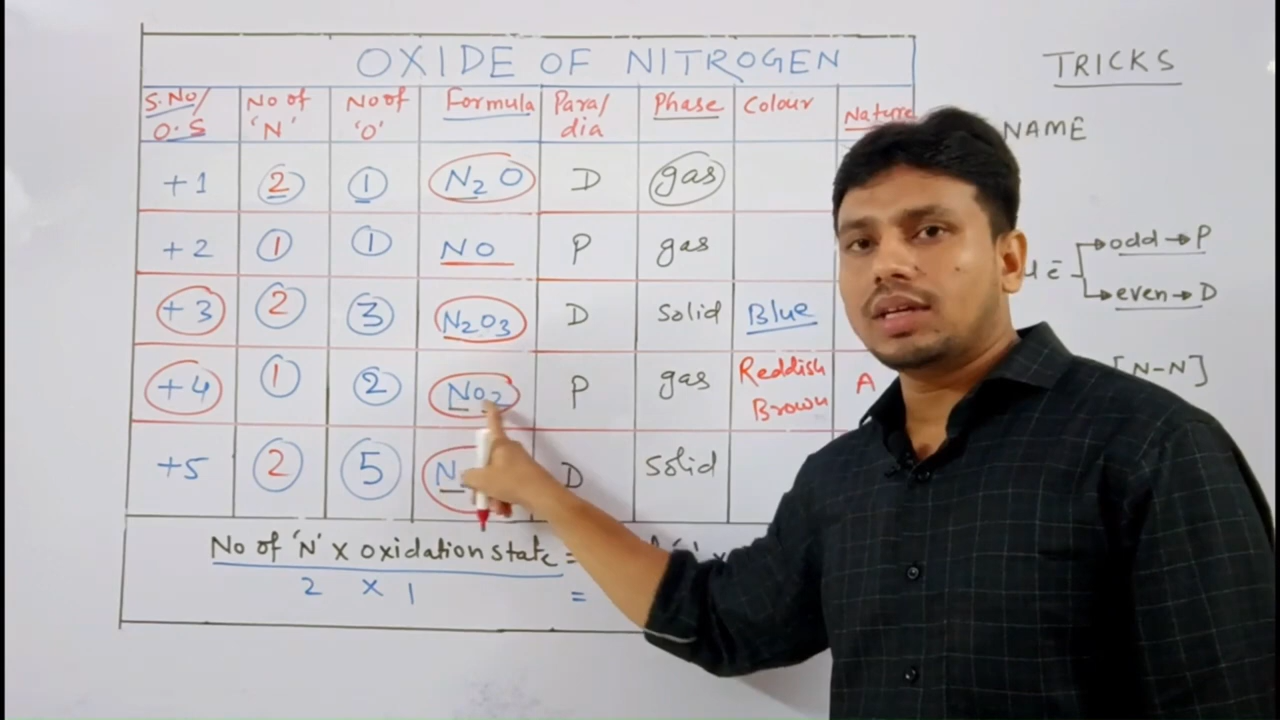 OXIDE OF NITROGEN
TRICKS
S.No/ O.S No of 'N' No of 'O' Formula Para/ dia Phase Colour Nature
NAME
+1 2 1 N₂O D gas
+2 1 1 NO P gas
odd → P
ē
even → D
+3 2 3 N₂O₃ D Solid Blue
+4 1 2 NO₂ P gas Reddish Brown A
[N-N]
+5 2 5 N D Solid
No of 'N' x oxidation state =
2 x 1 =